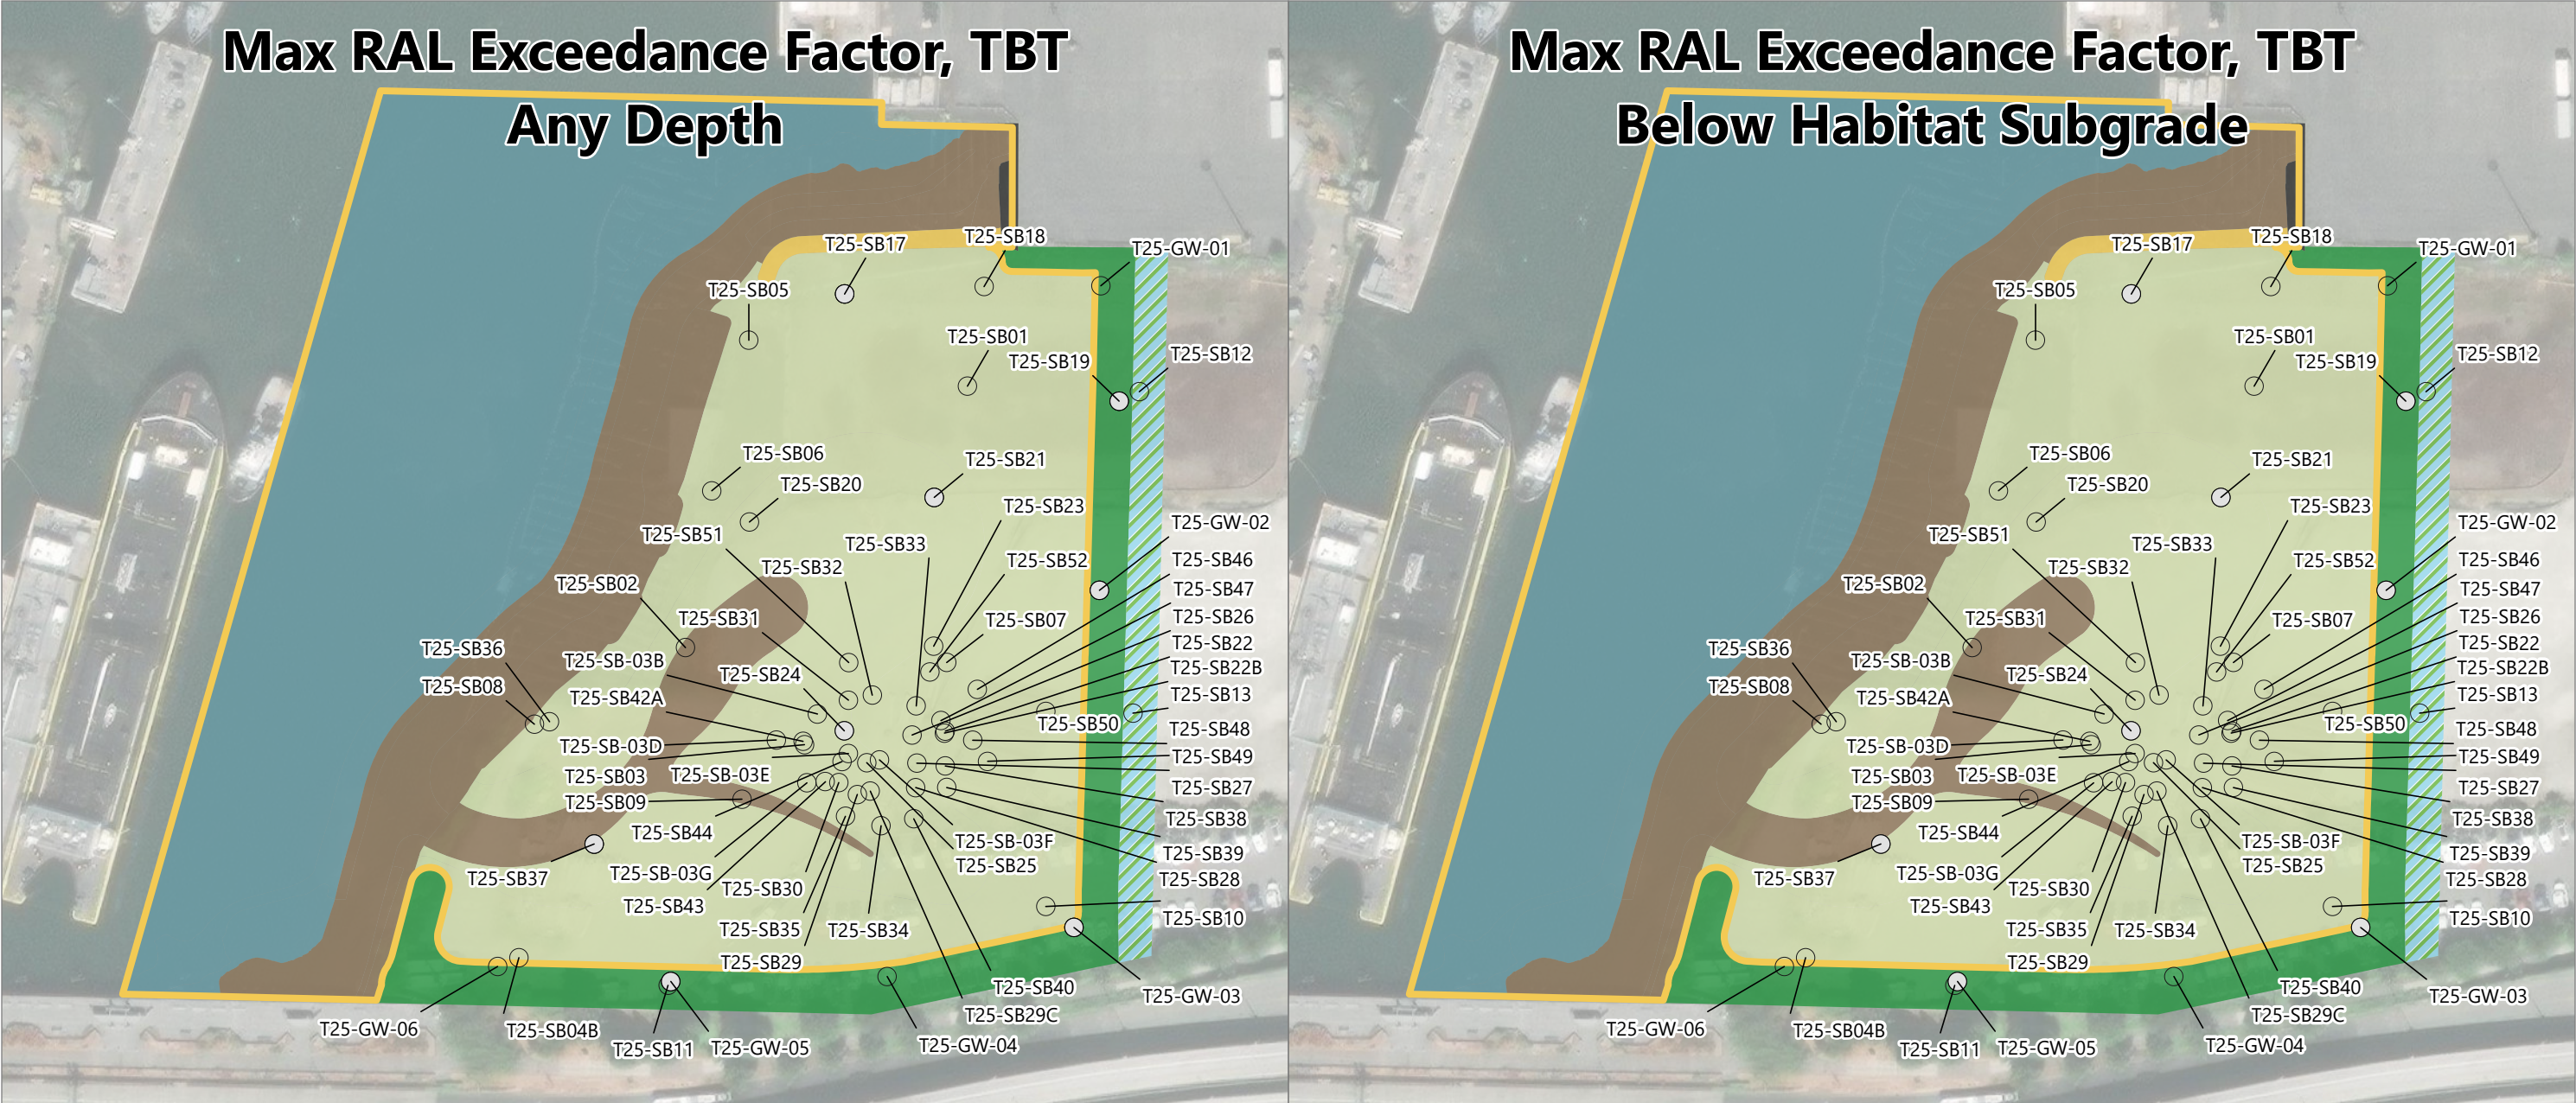 Max RAL Exceedance Factor, TBT
Any Depth
T25-SB17
T25-SB18
T25-GW-01
T25-SB05
T25-SB01
T25-SB19
T25-SB12
T25-SB06
T25-SB21
T25-SB20
T25-SB23
T25-GW-02
T25-SB51
T25-SB33
T25-SB52
T25-SB46
T25-SB32
T25-SB02
T25-SB47
T25-SB31
T25-SB07
T25-SB26
T25-SB36
T25-SB22
T25-SB-03B
T25-SB24
T25-SB22B
T25-SB08
T25-SB42A
T25-SB13
T25-SB50
T25-SB48
T25-SB-03D
T25-SB49
T25-SB03
T25-SB-03E
T25-SB27
T25-SB09
T25-SB38
T25-SB44
T25-SB-03F
T25-SB39
T25-SB25
T25-SB37
T25-SB-03G
T25-SB28
T25-SB30
T25-SB43
T25-SB10
T25-SB35
T25-SB34
T25-SB29
T25-SB40
T25-GW-03
T25-SB29C
T25-GW-06
T25-SB04B
T25-SB11
T25-GW-05
T25-GW-04
Max RAL Exceedance Factor, TBT
Below Habitat Subgrade
T25-SB17
T25-SB18
T25-GW-01
T25-SB05
T25-SB01
T25-SB19
T25-SB12
T25-SB06
T25-SB21
T25-SB20
T25-SB23
T25-GW-02
T25-SB51
T25-SB33
T25-SB52
T25-SB46
T25-SB32
T25-SB02
T25-SB47
T25-SB31
T25-SB07
T25-SB26
T25-SB36
T25-SB22
T25-SB-03B
T25-SB24
T25-SB22B
T25-SB08
T25-SB42A
T25-SB13
T25-SB50
T25-SB48
T25-SB-03D
T25-SB49
T25-SB03
T25-SB-03E
T25-SB27
T25-SB09
T25-SB38
T25-SB44
T25-SB-03F
T25-SB39
T25-SB25
T25-SB37
T25-SB-03G
T25-SB28
T25-SB30
T25-SB43
T25-SB10
T25-SB35
T25-SB34
T25-SB29
T25-SB40
T25-GW-03
T25-SB29C
T25-GW-06
T25-SB04B
T25-SB11
T25-GW-05
T25-GW-04